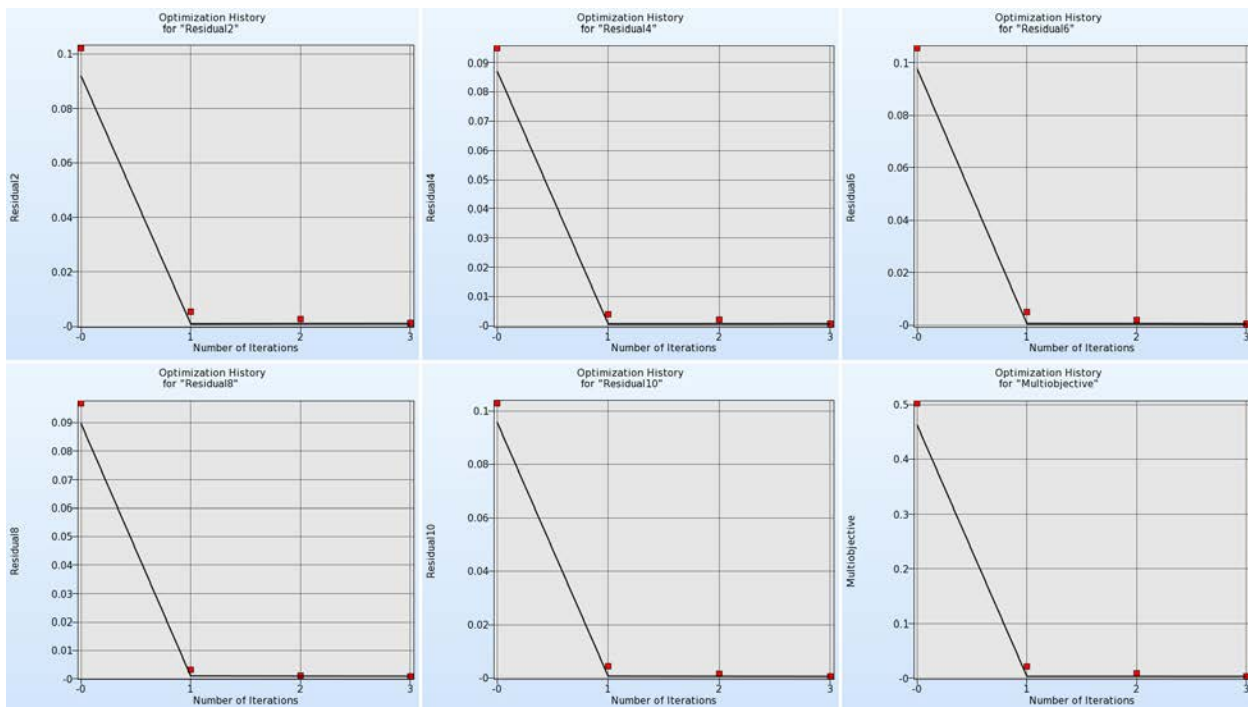 Optimization History
for "Residual2"
0.1
0.08
0.06
0.04
0.02
-0
Residual2
-0 1 2 3
Number of Iterations
Optimization History
for "Residual4"
0.09
0.08
0.07
0.06
0.05
0.04
0.03
0.02
0.01
-0
Residual4
-0 1 2 3
Number of Iterations
Optimization History
for "Residual6"
0.1
0.08
0.06
0.04
0.02
-0
Residual6
-0 1 2 3
Number of Iterations
Optimization History
for "Residual8"
0.09
0.08
0.07
0.06
0.05
0.04
0.03
0.02
0.01
-0
Residual8
-0 1 2 3
Number of Iterations
Optimization History
for "Residual10"
0.1
0.08
0.06
0.04
0.02
-0
Residual10
-0 1 2 3
Number of Iterations
Optimization History
for "Multiobjective"
0.5
0.4
0.3
0.2
0.1
-0
Multiobjective
-0 1 2 3
Number of Iterations